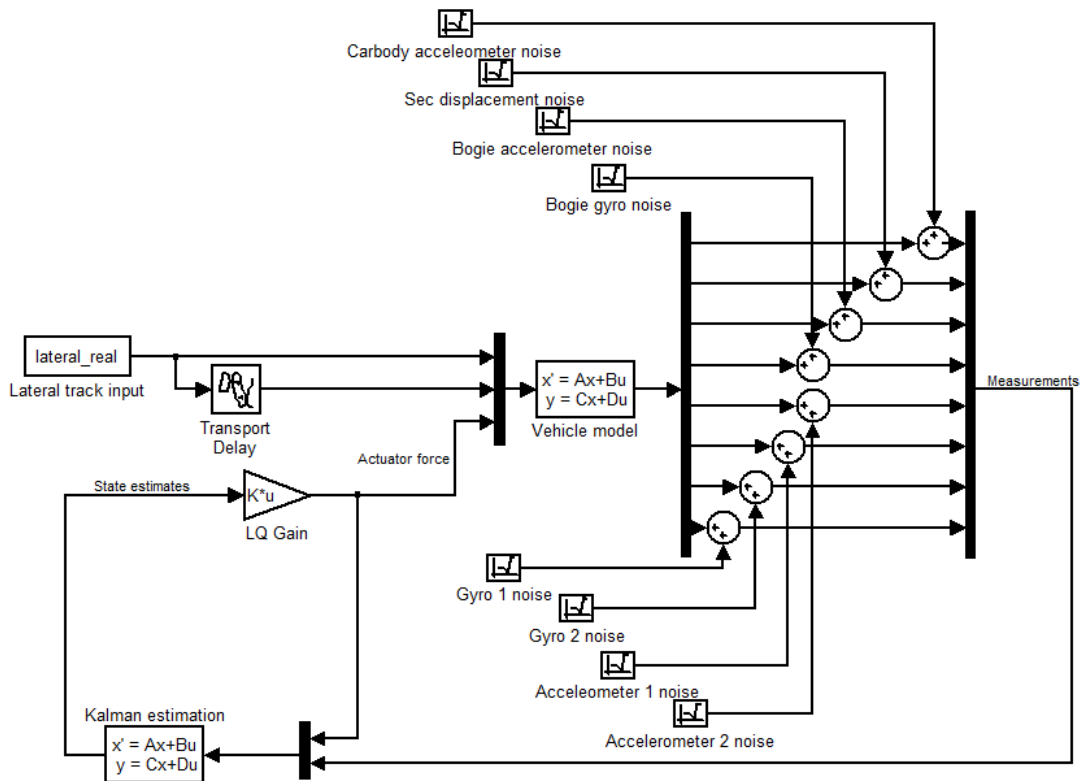 Carbody acceleometer noise
Sec displacement noise
Bogie accelerometer noise
Bogie gyro noise
lateral_real
Lateral track input
Transport
Delay
x' = Ax+Bu
y = Cx+Du
Vehicle model
Measurements
Actuator force
State estimates
K*u
LQ Gain
Gyro 1 noise
Gyro 2 noise
Acceleometer 1 noise
Accelerometer 2 noise
Kalman estimation
x' = Ax+Bu
y = Cx+Du